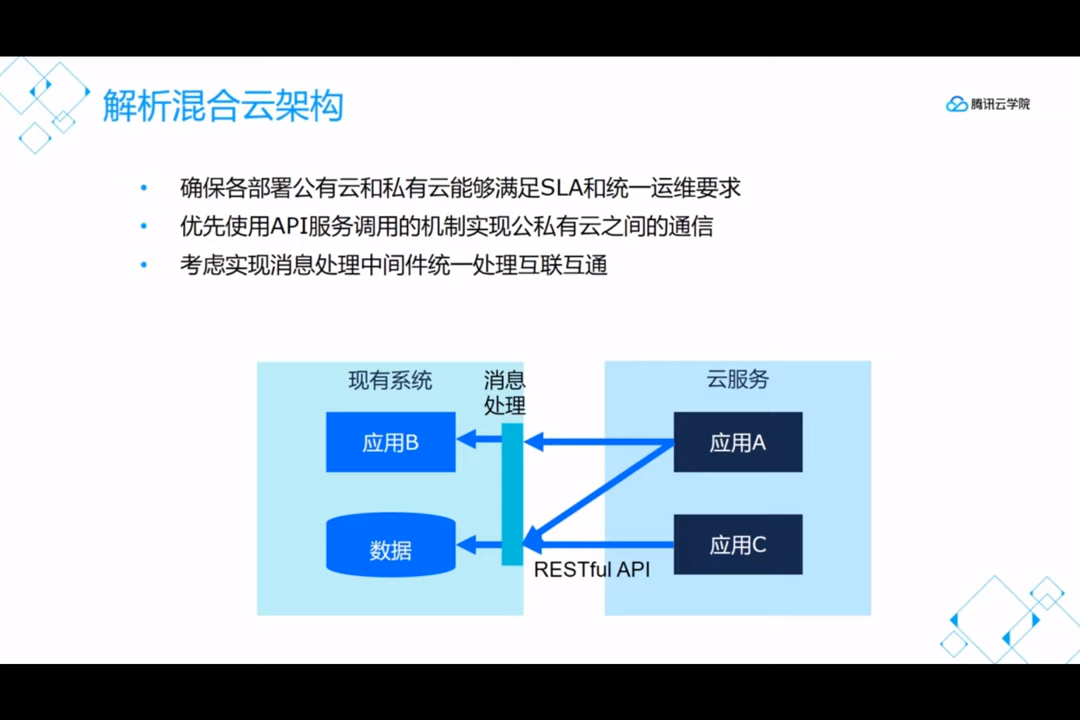 解析混合云架构
腾讯云学院
确保各部署公有云和私有云能够满足SLA和统一运维要求
优先使用API服务调用的机制实现公私有云之间的通信
考虑实现消息处理中间件统一处理互联互通
现有系统
消息
处理
云服务
应用B
应用A
数据
应用C
RESTful API